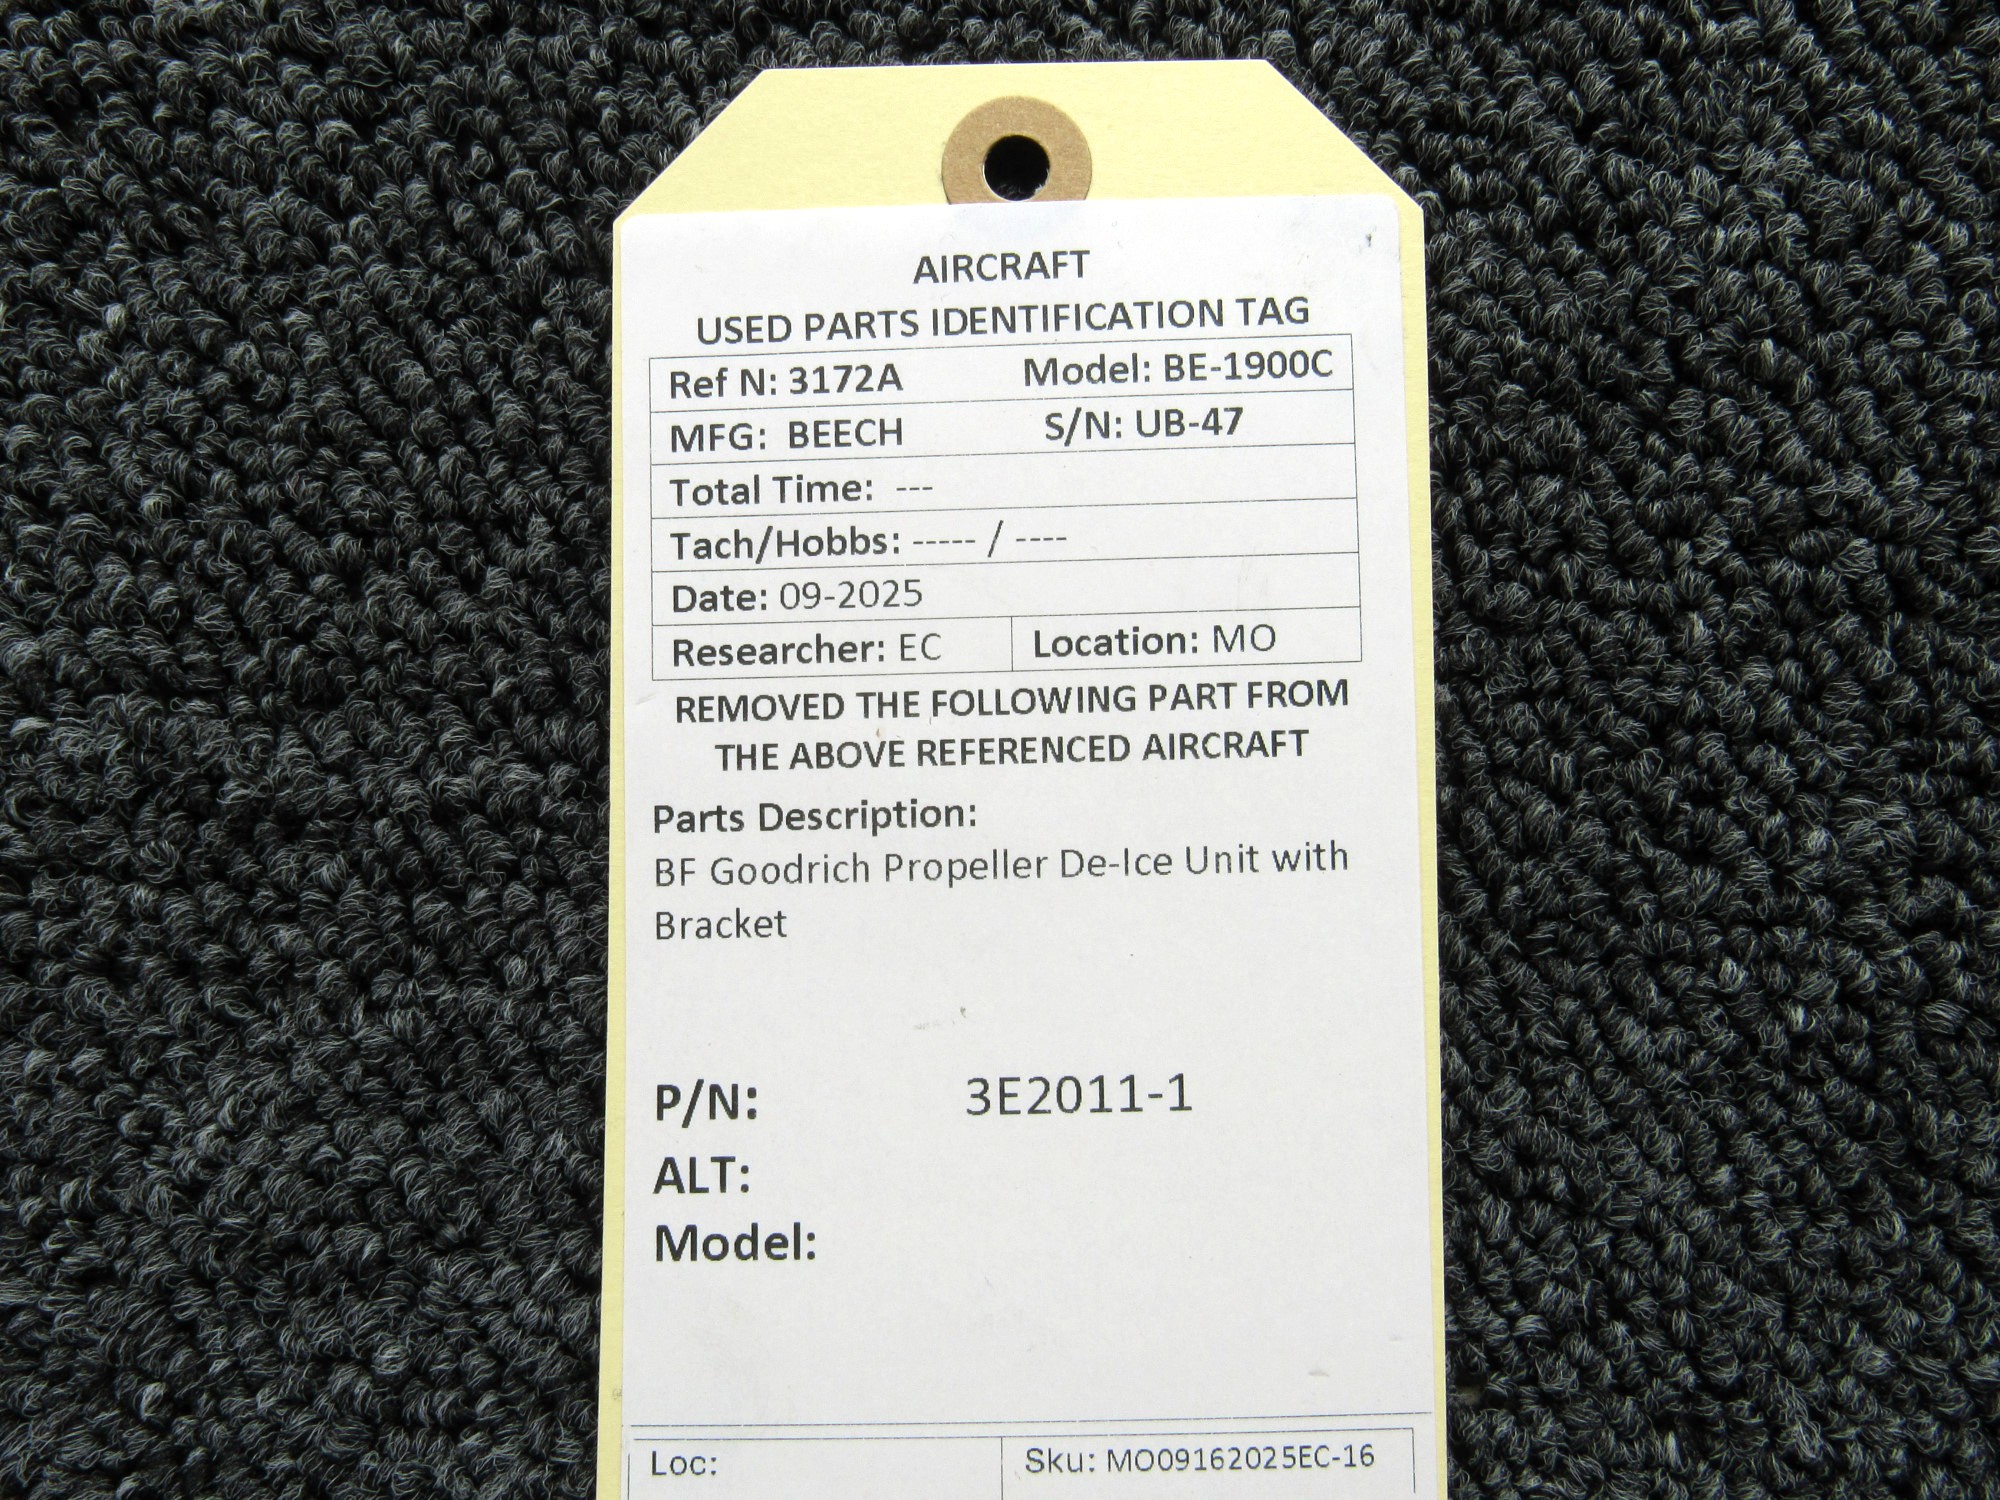 AIRCRAFT
USED PARTS IDENTIFICATION TAG
Ref N: 3172A Model: BE-1900C
MFG: BEECH S/N: UB-47
Total Time: ---
Tach/Hobbs: ----- / ----
Date: 09-2025
Researcher: EC Location: MO
REMOVED THE FOLLOWING PART FROM
THE ABOVE REFERENCED AIRCRAFT
Parts Description:
BF Goodrich Propeller De-Ice Unit with
Bracket
P/N: 3E2011-1
ALT:
Model:
Loc: Sku: MO09162025EC-16